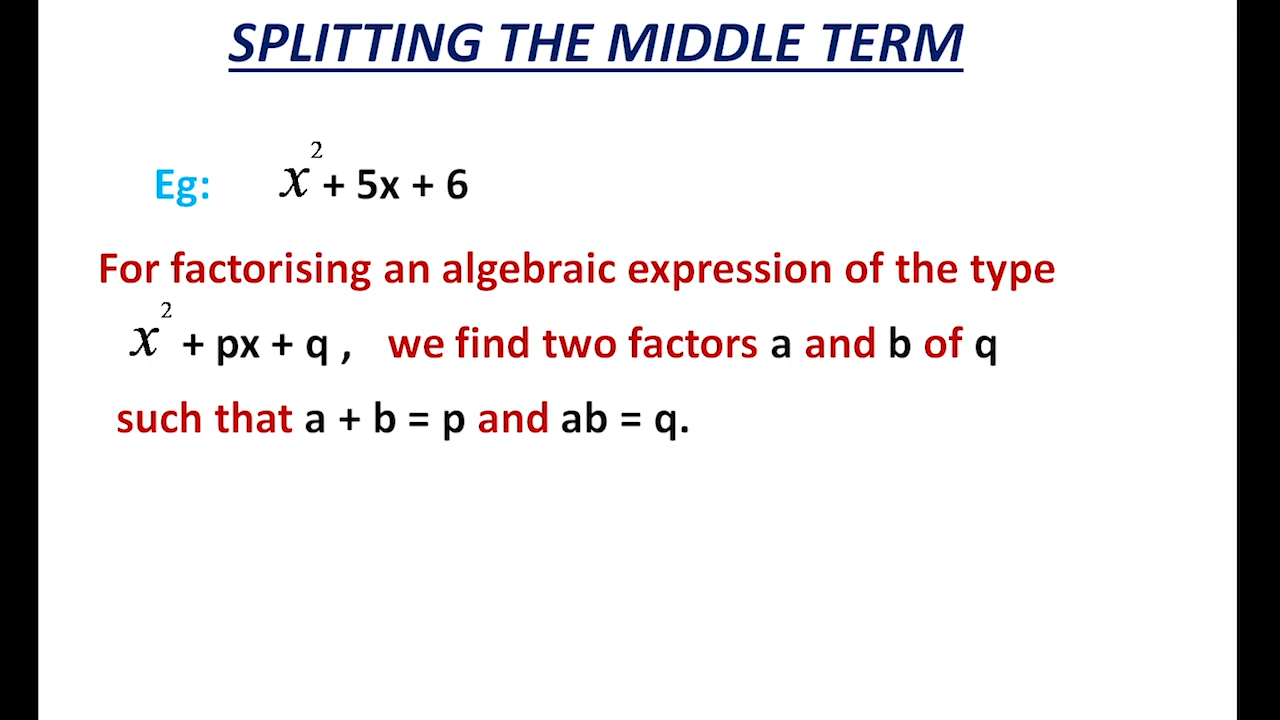 SPLITTING THE MIDDLE TERM
Eg: x² + 5x + 6
For factorising an algebraic expression of the type
x² + px + q , we find two factors a and b of q
such that a + b = p and ab = q.